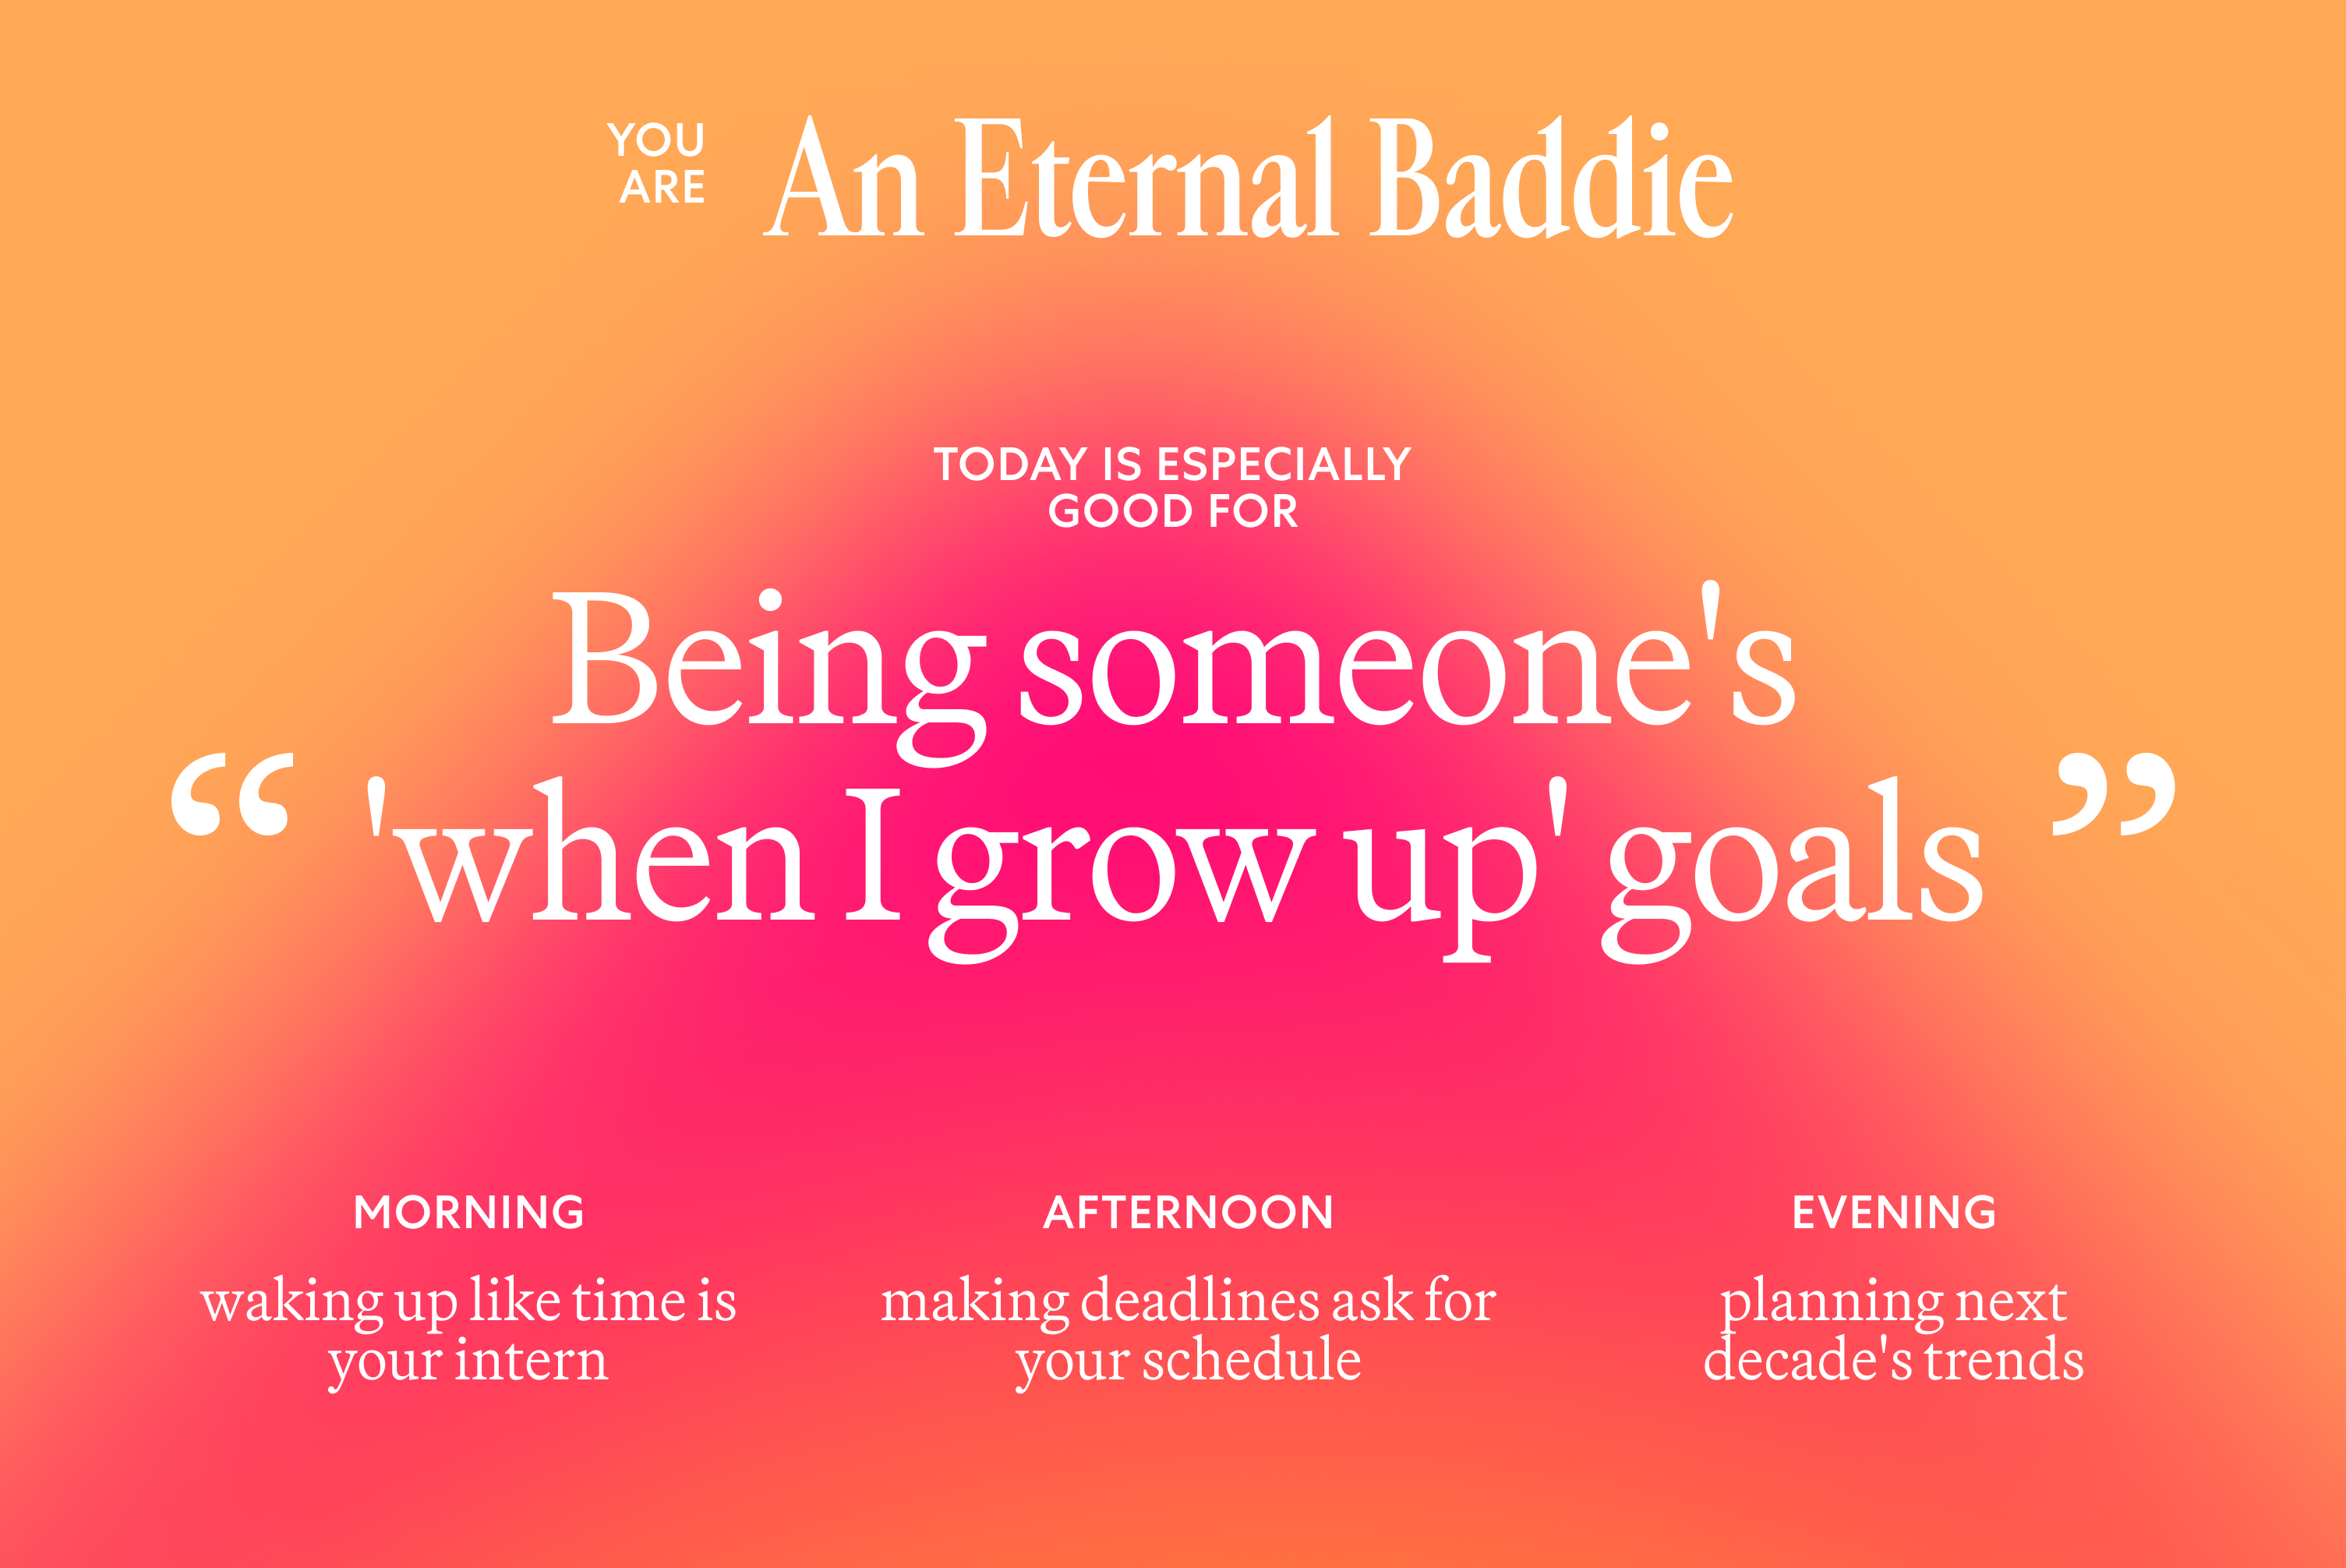 YOU
ARE
An Eternal Baddie
TODAY IS ESPECIALLY
GOOD FOR
“
Being someone's
'when I grow up' goals
”
MORNING
waking up like time is
your intern
AFTERNOON
making deadlines ask for
your schedule
EVENING
planning next
decade's trends